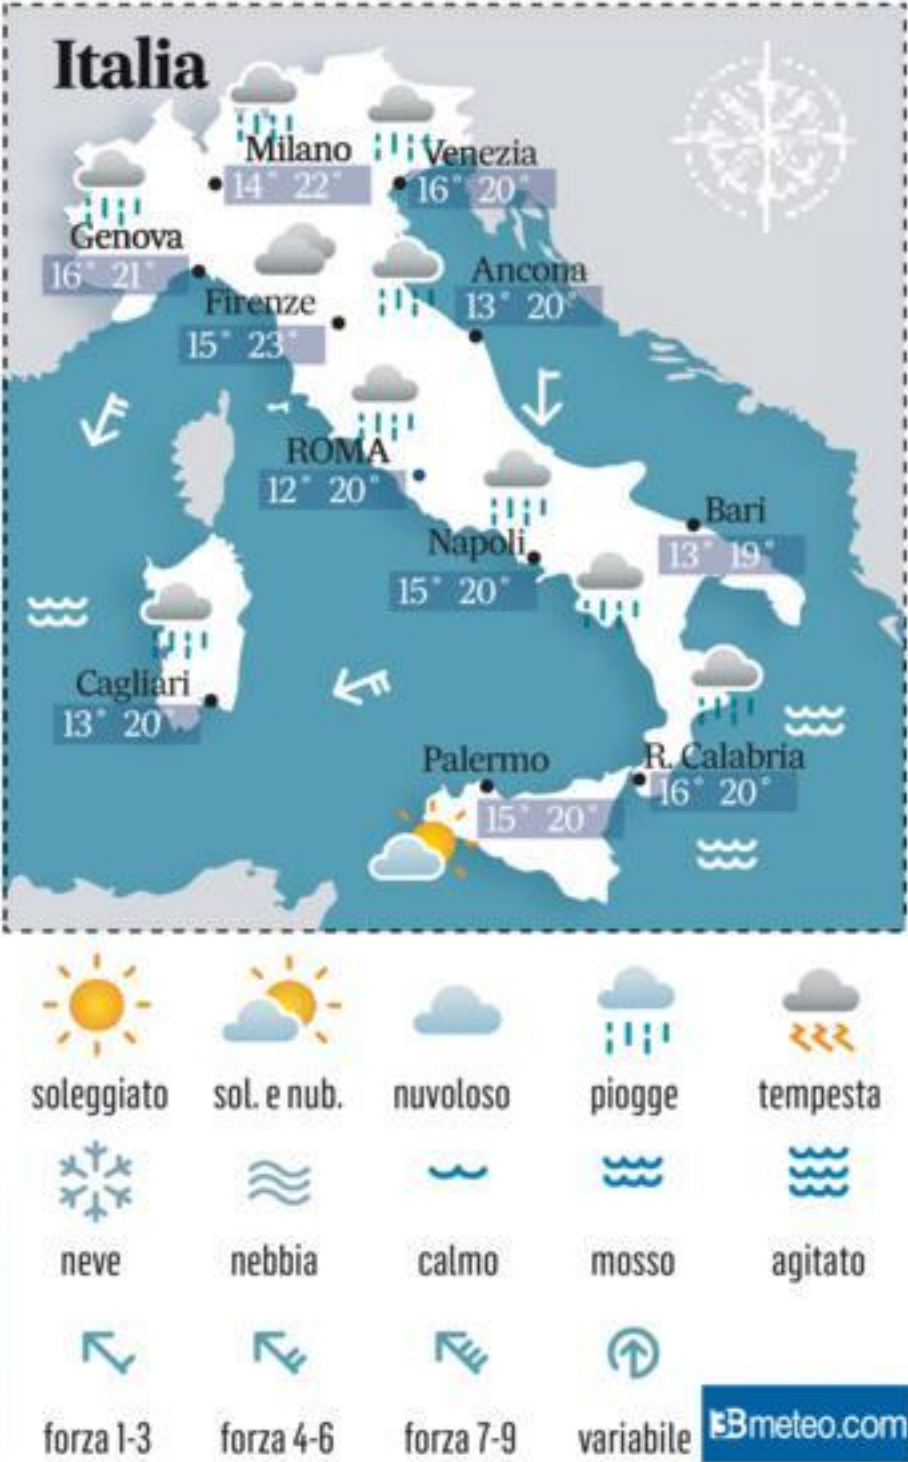 Italia
Milano
14° 22°
Venezia
16° 20°
Genova
16° 21°
Ancona
13° 20°
Firenze
15° 23°
ROMA
12° 20°
Bari
13° 19°
Napoli
15° 20°
Cagliari
13° 20°
Palermo
15° 20°
R. Calabria
16° 20°
soleggiato sol. e nub. nuvoloso piogge tempesta
neve nebbia calmo mosso agitato
forza 1-3 forza 4-6 forza 7-9 variabile
3Bmeteo.com